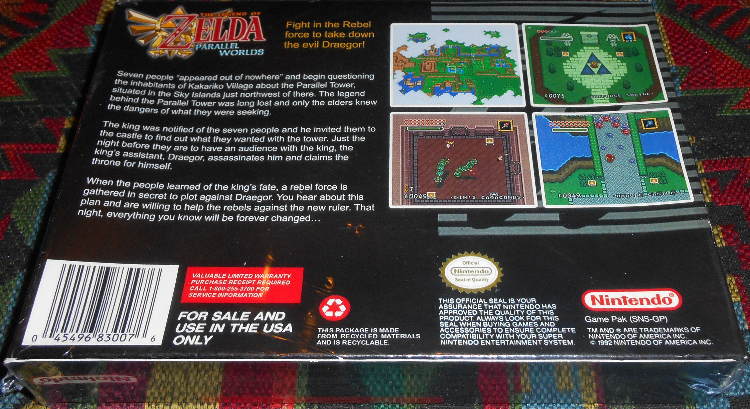 THE LEGEND OF
ZELDA
PARALLEL
WORLDS
Fight in the Rebel
force to take down
the evil Draegor!
Seven people "appeared out of nowhere" and begin questioning
the inhabitants of Kakariko Village about the Parallel Tower,
situated in the Sky Islands just northwest of there. The legend
behind the Parallel Tower was long lost and only the elders knew
the dangers of what they were seeking.
The king was notified of the seven people and he invited them to
the castle to find out what they wanted with the tower. Just the
night before they are to have an audience with the king, the
king's assistant, Draegor, assassinates him and claims the
throne for himself.
When the people learned of the king's fate, a rebel force is
gathered in secret to plot against Draegor. You hear about this
plan and are willing to help the rebels against the new ruler. That
night, everything you know will be forever changed...
0 45496 83007 6
VALUABLE LIMITED WARRANTY
PURCHASE RECEIPT REQUIRED
CALL 1-800-255-3700 FOR
SERVICE INFORMATION
FOR SALE AND
USE IN THE USA
ONLY
THIS PACKAGE IS MADE
FROM RECYCLED MATERIALS
AND IS RECYCLABLE.
Official
Nintendo
Seal of Quality
THIS OFFICIAL SEAL IS YOUR
ASSURANCE THAT NINTENDO HAS
APPROVED THE QUALITY OF THIS
PRODUCT. ALWAYS LOOK FOR THIS
SEAL WHEN BUYING GAMES AND
ACCESSORIES TO ENSURE COMPLETE
COMPATIBILITY WITH YOUR SUPER
NINTENDO ENTERTAINMENT SYSTEM.
Nintendo
Game Pak (SNS-GP)
TM AND ® ARE TRADEMARKS OF
NINTENDO OF AMERICA INC.
© 1992 NINTENDO OF AMERICA INC.
Nintendo